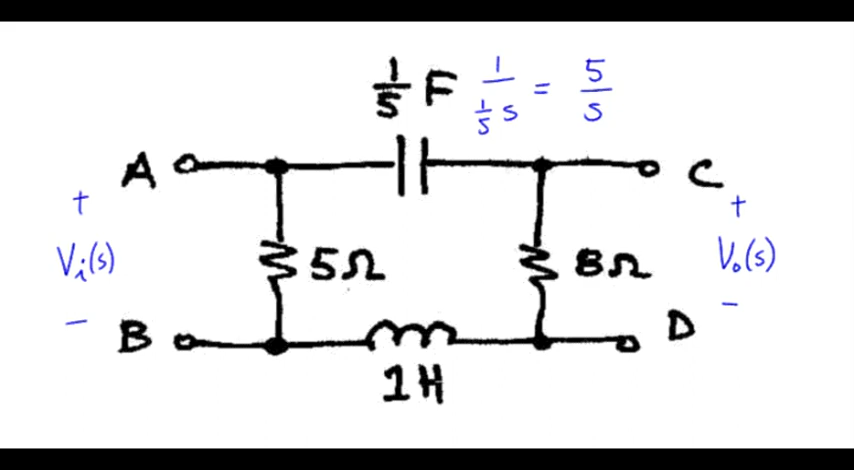 1/5 F 1/(1/5 s) = 5/s
A C
+ +
Vi(s) 5Ω 8Ω Vo(s)
− −
B D
1H